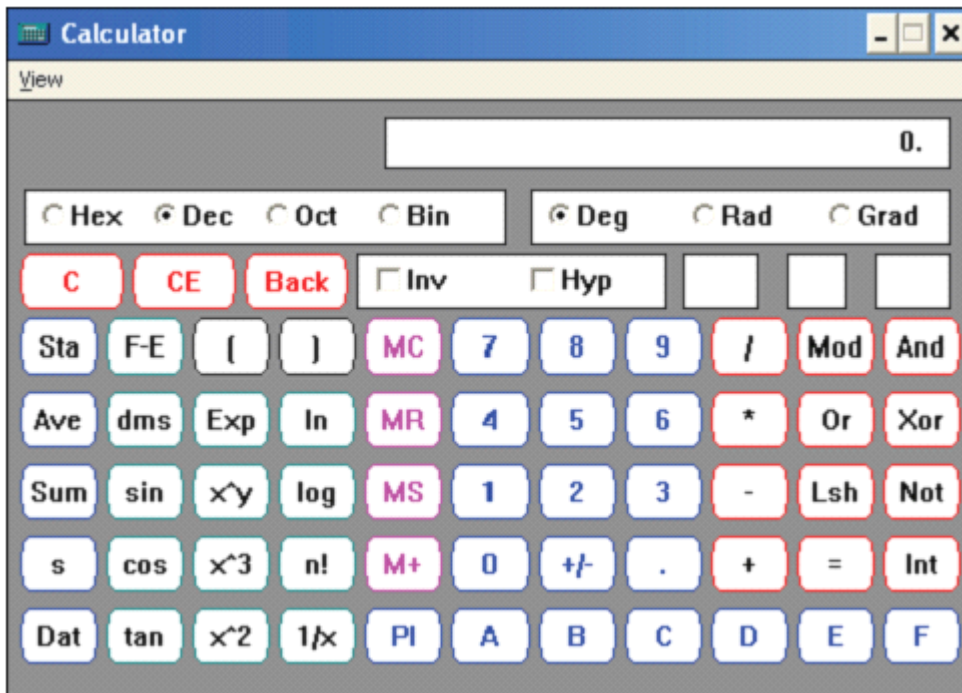 Calculator
View
0.
Hex Dec Oct Bin Deg Rad Grad
C CE Back Inv Hyp
Sta F-E ( ) MC 7 8 9 / Mod And
Ave dms Exp ln MR 4 5 6 * Or Xor
Sum sin x^y log MS 1 2 3 - Lsh Not
s cos x^3 n! M+ 0 +/- . + = Int
Dat tan x^2 1/x PI A B C D E F